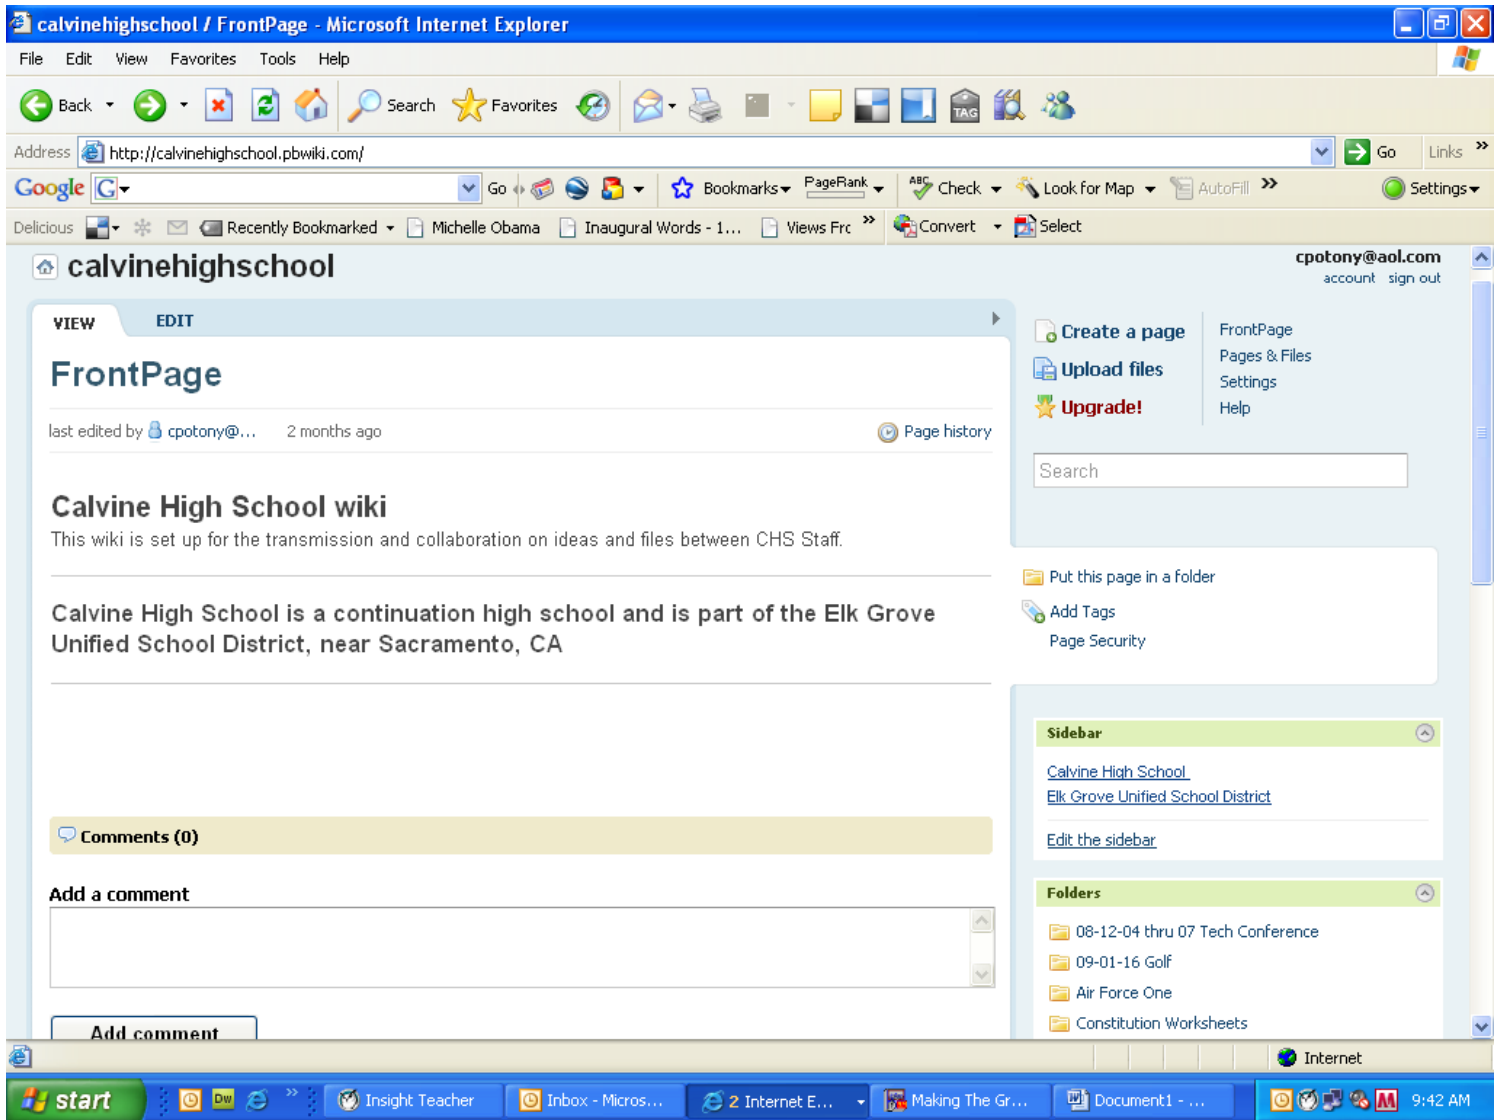 calvinehighschool / FrontPage - Microsoft Internet Explorer
File Edit View Favorites Tools Help
Back Search Favorites TAG
Address http://calvinehighschool.pbwiki.com/ Go Links »
Google G Go Bookmarks PageRank ABC Check Look for Map AutoFill » Settings
Delicious Recently Bookmarked Michelle Obama Inaugural Words - 1... Views Frc » Convert Select
calvinehighschool
cpotony@aol.com
account sign out
VIEW EDIT
FrontPage
last edited by cpotony@... 2 months ago Page history
Calvine High School wiki
This wiki is set up for the transmission and collaboration on ideas and files between CHS Staff.
Calvine High School is a continuation high school and is part of the Elk Grove
Unified School District, near Sacramento, CA
Comments (0)
Add a comment
Add comment
Create a page
Upload files
Upgrade!
FrontPage
Pages & Files
Settings
Help
Search
Put this page in a folder
Add Tags
Page Security
Sidebar
Calvine High School
Elk Grove Unified School District
Edit the sidebar
Folders
08-12-04 thru 07 Tech Conference
09-01-16 Golf
Air Force One
Constitution Worksheets
Internet
start Dw » Insight Teacher Inbox - Micros... 2 Internet E... Making The Gr... Document1 - ... 9:42 AM